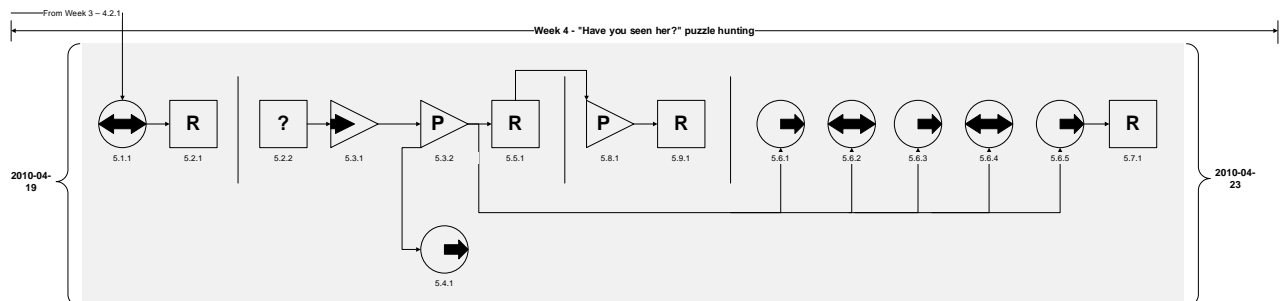 From Week 3 – 4.2.1
Week 4 - "Have you seen her?" puzzle hunting
R
?
P
R
P
R
R
5.1.1
5.2.1
5.2.2
5.3.1
5.3.2
5.5.1
5.8.1
5.9.1
5.6.1
5.6.2
5.6.3
5.6.4
5.6.5
5.7.1
2010-04-
19
2010-04-
23
5.4.1